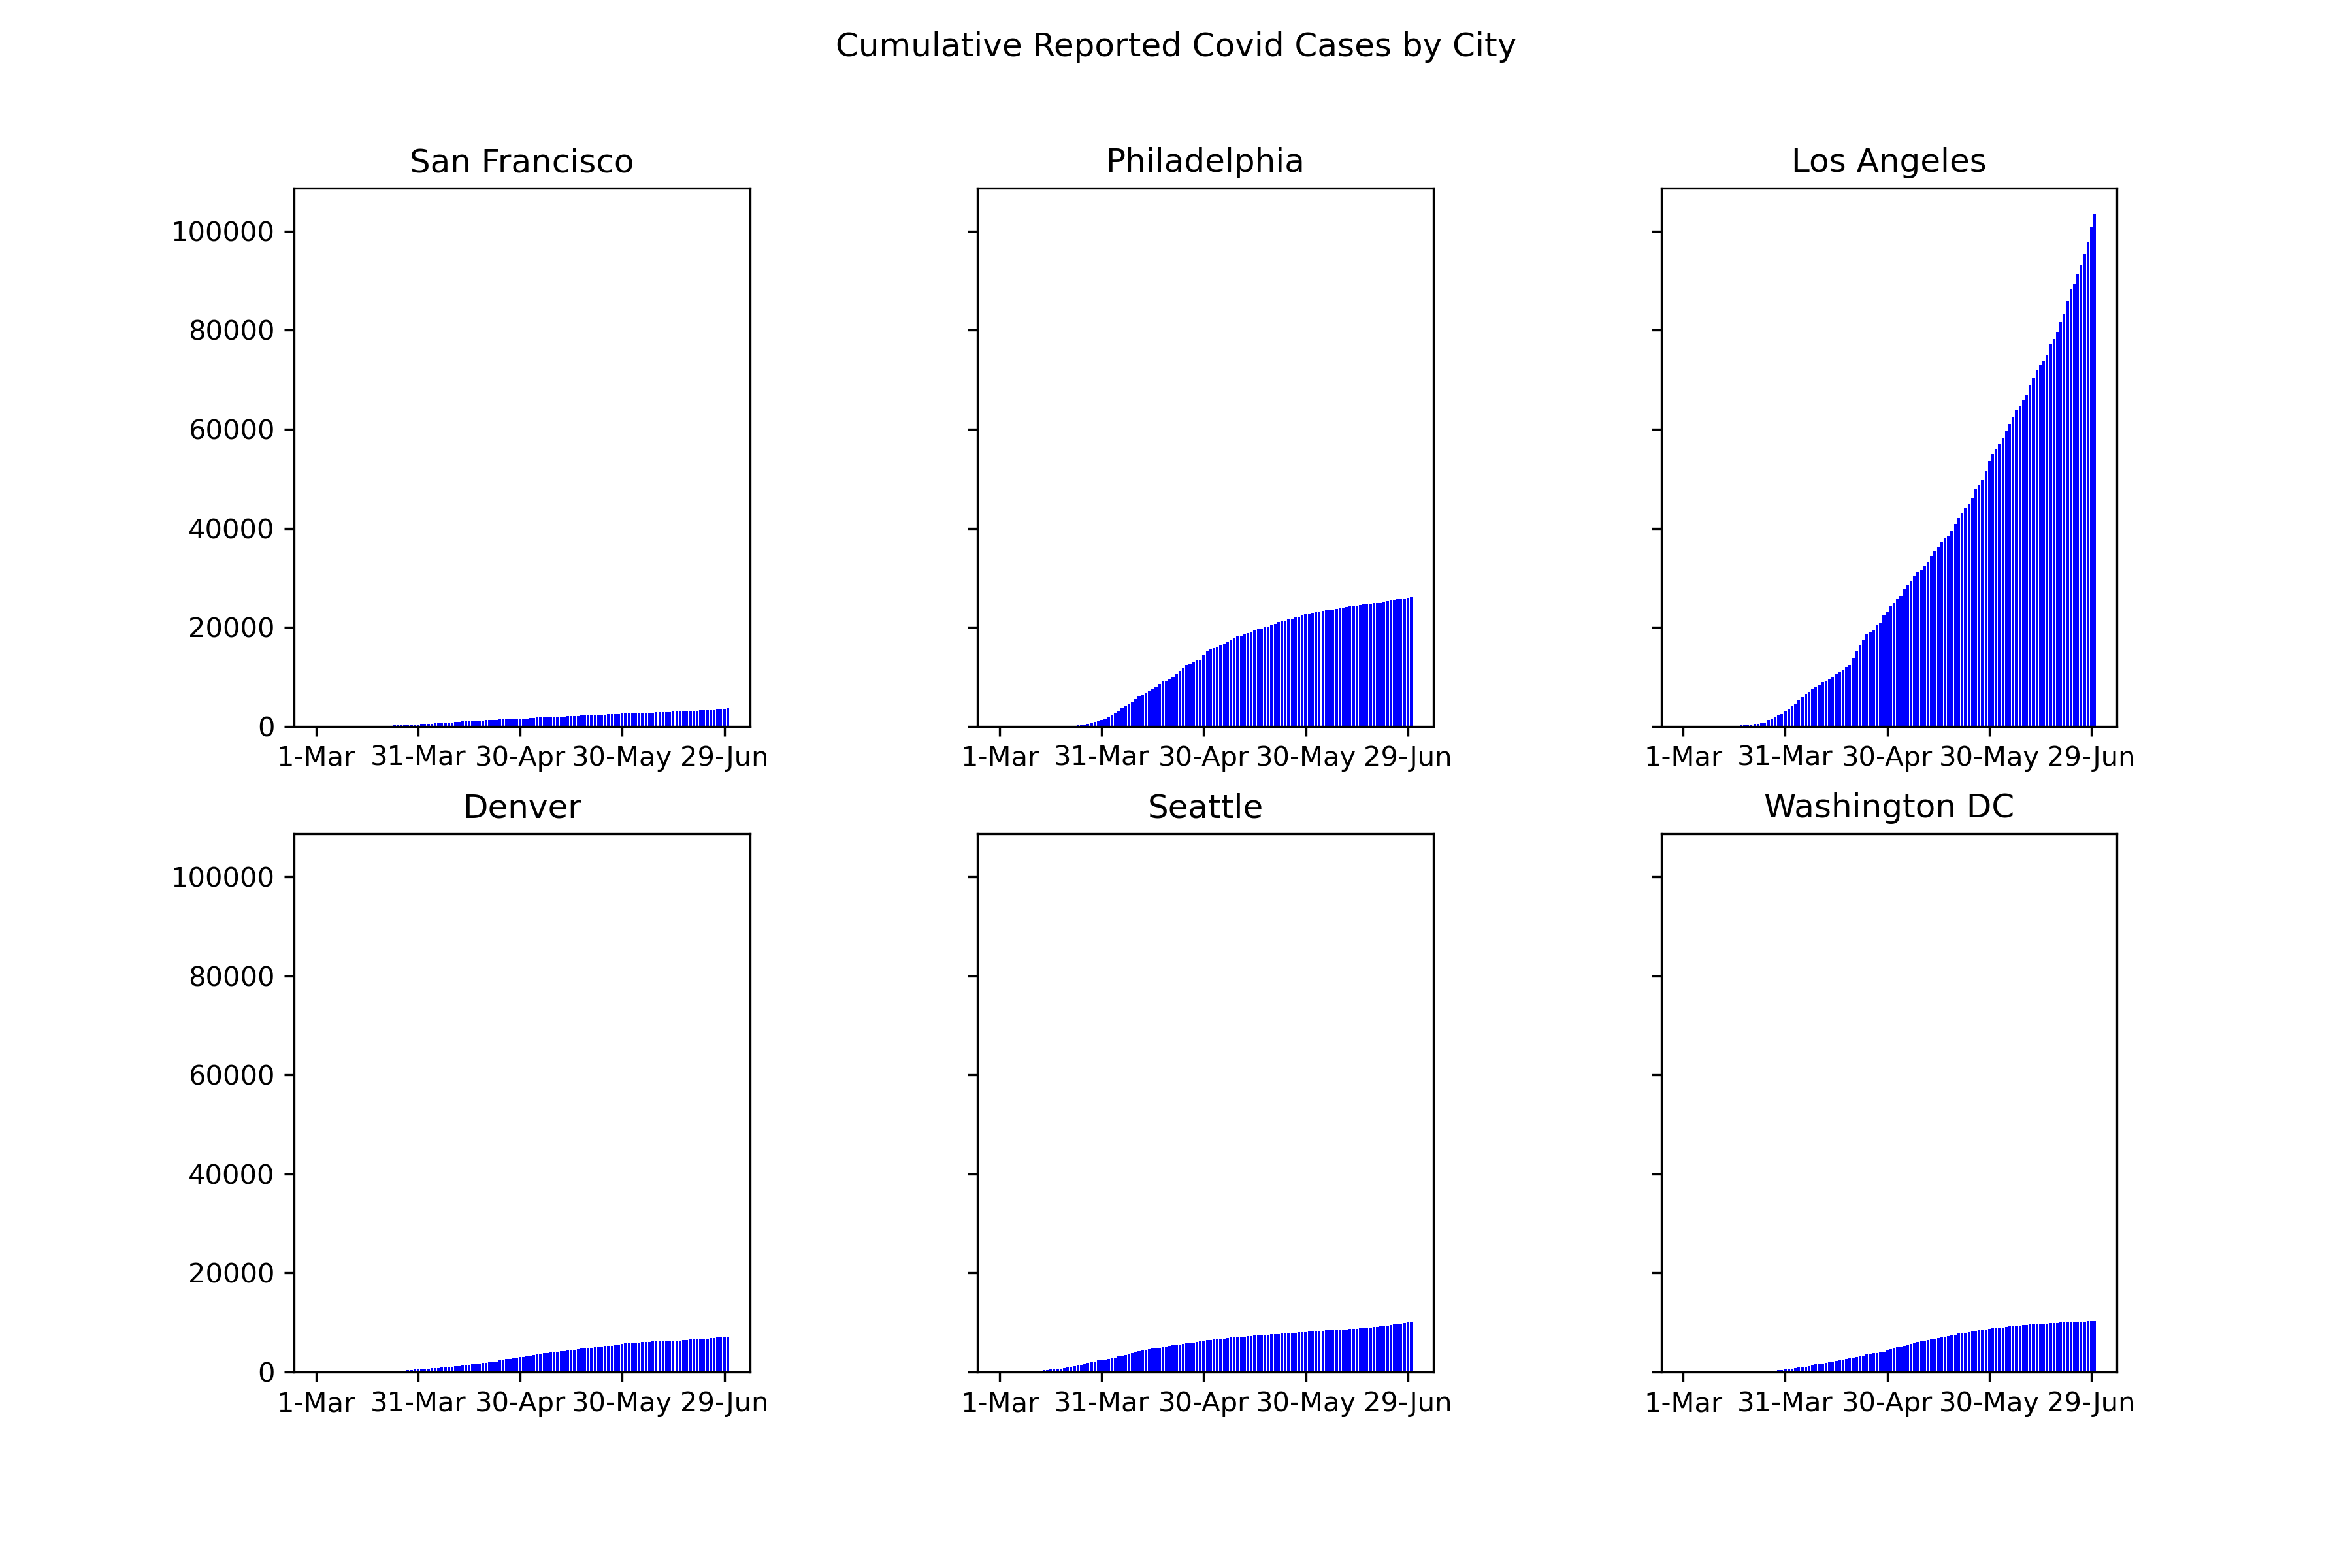 Cumulative Reported Covid Cases by City
San Francisco
Philadelphia
Los Angeles
100000
80000
60000
40000
20000
0
1-Mar 31-Mar 30-Apr 30-May 29-Jun
1-Mar 31-Mar 30-Apr 30-May 29-Jun
1-Mar 31-Mar 30-Apr 30-May 29-Jun
Denver
Seattle
Washington DC
100000
80000
60000
40000
20000
0
1-Mar 31-Mar 30-Apr 30-May 29-Jun
1-Mar 31-Mar 30-Apr 30-May 29-Jun
1-Mar 31-Mar 30-Apr 30-May 29-Jun